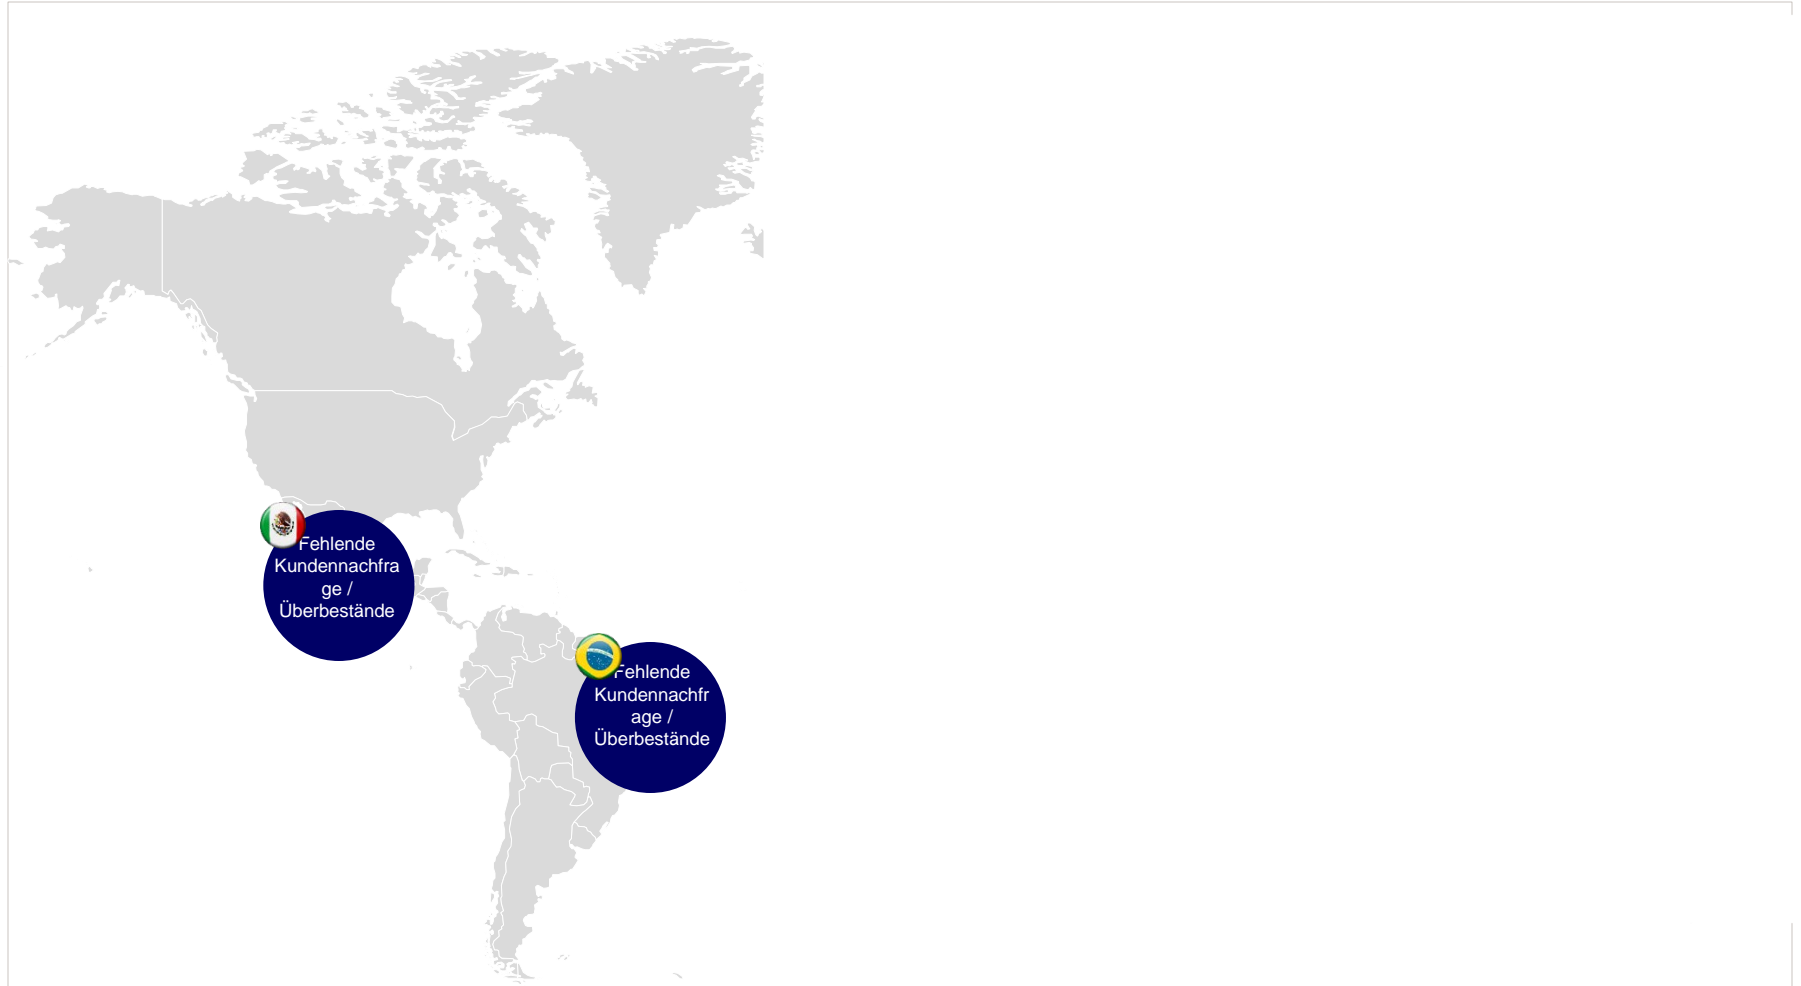 Fehlende
Kundennachfra
ge /
Überbestände
Fehlende
Kundennachfr
age /
Überbestände